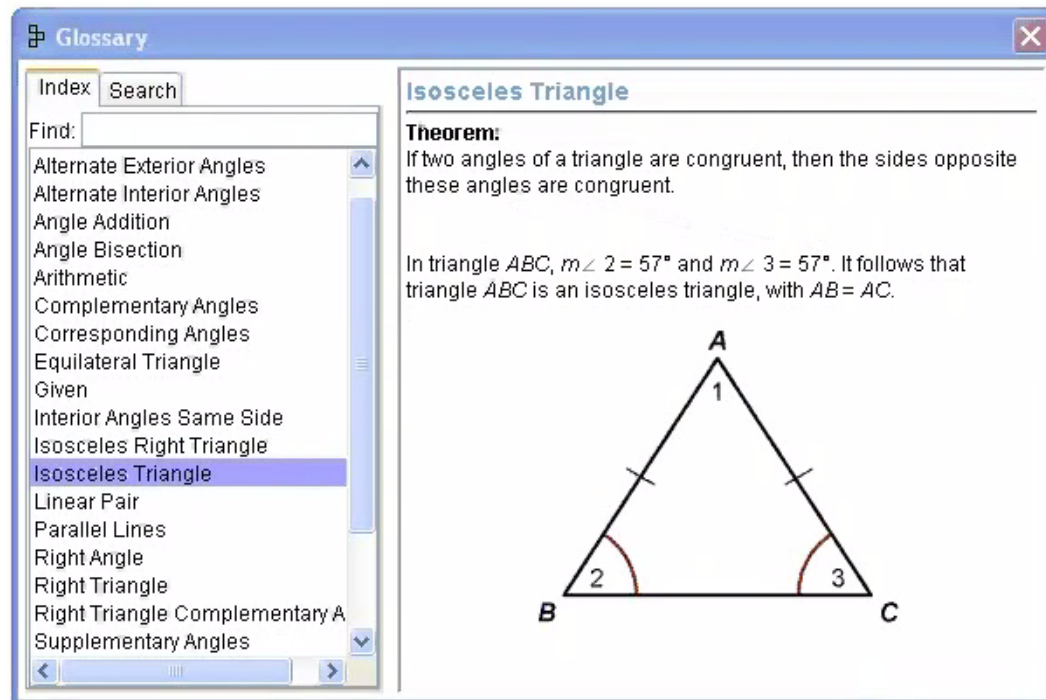 Glossary
Index Search
Find:
Alternate Exterior Angles
Alternate Interior Angles
Angle Addition
Angle Bisection
Arithmetic
Complementary Angles
Corresponding Angles
Equilateral Triangle
Given
Interior Angles Same Side
Isosceles Right Triangle
Isosceles Triangle
Linear Pair
Parallel Lines
Right Angle
Right Triangle
Right Triangle Complementary A
Supplementary Angles
Isosceles Triangle
Theorem:
If two angles of a triangle are congruent, then the sides opposite
these angles are congruent.
In triangle ABC, m∠ 2 = 57° and m∠ 3 = 57°. It follows that
triangle ABC is an isosceles triangle, with AB = AC.
A
1
2 3
B C